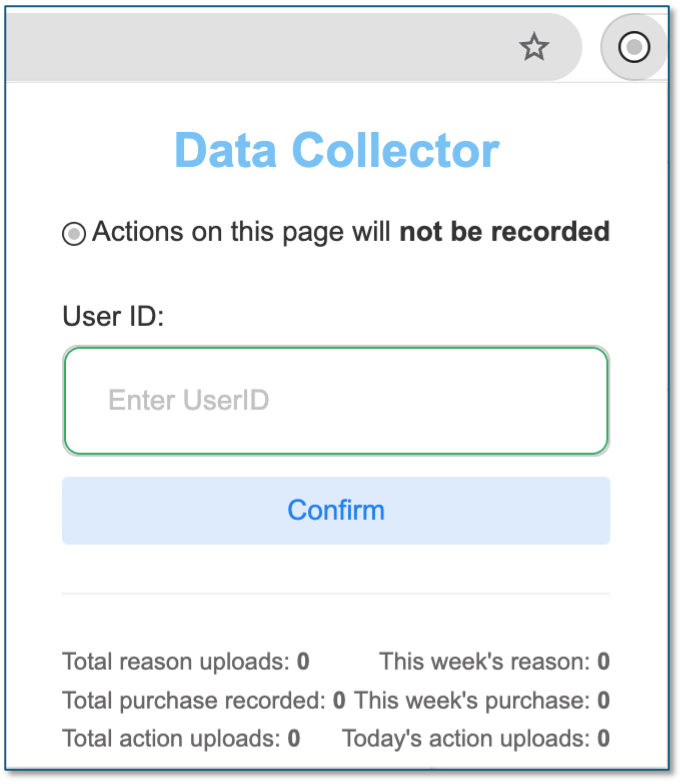 Data Collector
Actions on this page will not be recorded
User ID:
Enter UserID
Confirm
Total reason uploads: 0 This week's reason: 0
Total purchase recorded: 0 This week's purchase: 0
Total action uploads: 0 Today's action uploads: 0